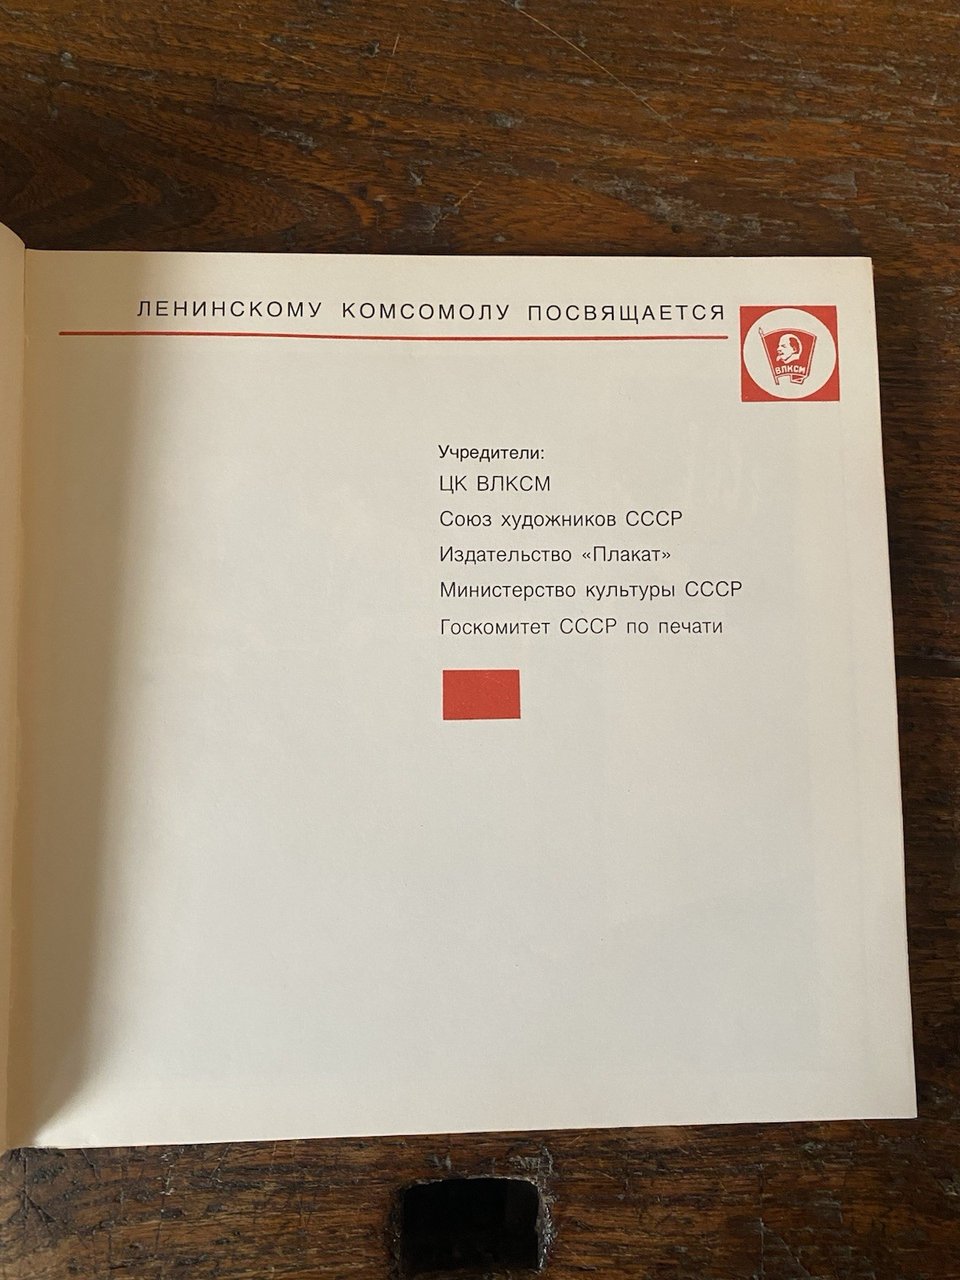 ЛЕНИНСКОМУ КОМСОМОЛУ ПОСВЯЩАЕТСЯ
ВЛКСМ
Учредители:
ЦК ВЛКСМ
Союз художников СССР
Издательство «Плакат»
Министерство культуры СССР
Госкомитет СССР по печати